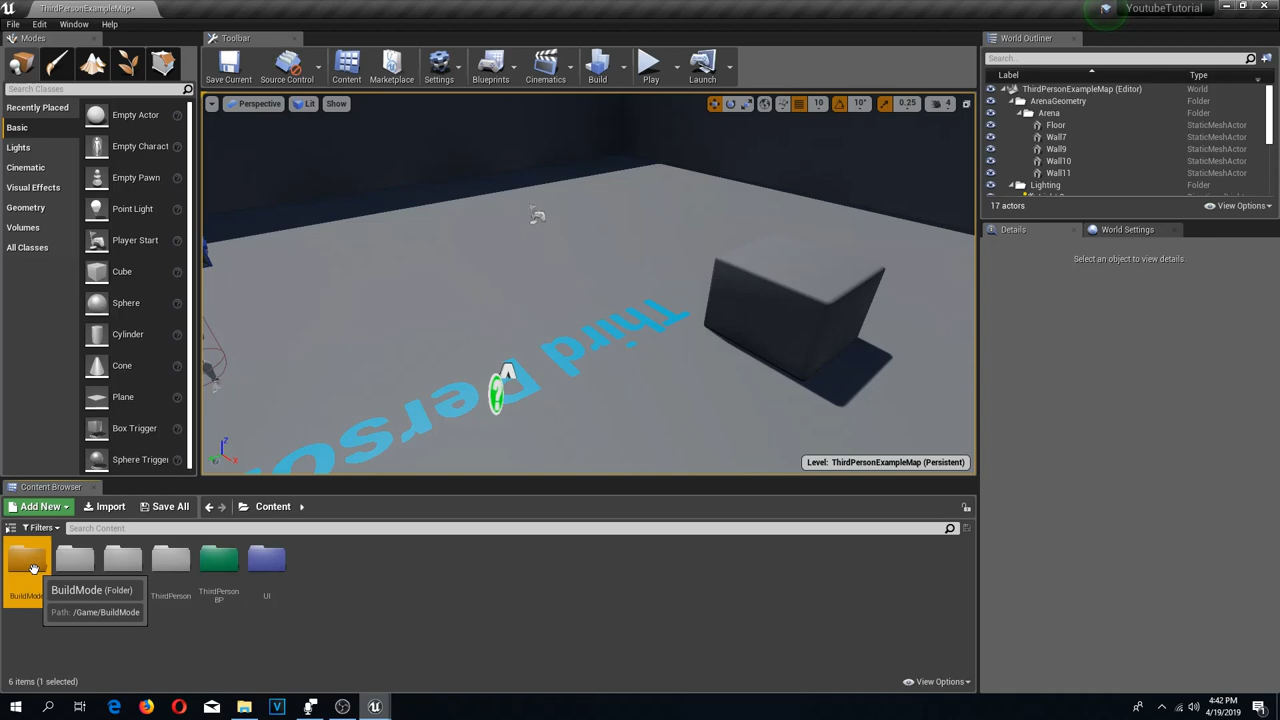 ThirdPersonExampleMap*
YoutubeTutorial
File Edit Window Help
Modes
Toolbar
World Outliner
Save Current
Source Control
Content
Marketplace
Settings
Blueprints
Cinematics
Build
Play
Launch
Search Classes
Recently Placed
Basic
Lights
Cinematic
Visual Effects
Geometry
Volumes
All Classes
Empty Actor
Empty Charact
Empty Pawn
Point Light
Player Start
Cube
Sphere
Cylinder
Cone
Plane
Box Trigger
Sphere Trigger
Perspective Lit Show
10 10° 0.25 4
Third Perso
Z
X
Level: ThirdPersonExampleMap (Persistent)
Search...
Label Type
ThirdPersonExampleMap (Editor) World
ArenaGeometry Folder
Arena Folder
Floor StaticMeshActor
Wall7 StaticMeshActor
Wall9 StaticMeshActor
Wall10 StaticMeshActor
Wall11 StaticMeshActor
Lighting Folder
17 actors
View Options
Details
World Settings
Select an object to view details.
Content Browser
Add New Import Save All Content
Filters Search Content
BuildMode
ThirdPerson
ThirdPerson
BP
UI
BuildMode (Folder)
Path: /Game/BuildMode
6 items (1 selected)
View Options
4:42 PM
4/19/2019